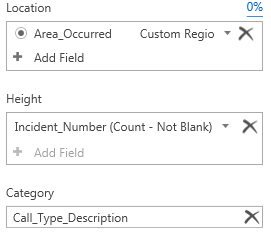 Location 0%
Area_Occurred Custom Regio
Add Field
Height
Incident_Number (Count - Not Blank)
Add Field
Category
Call_Type_Description